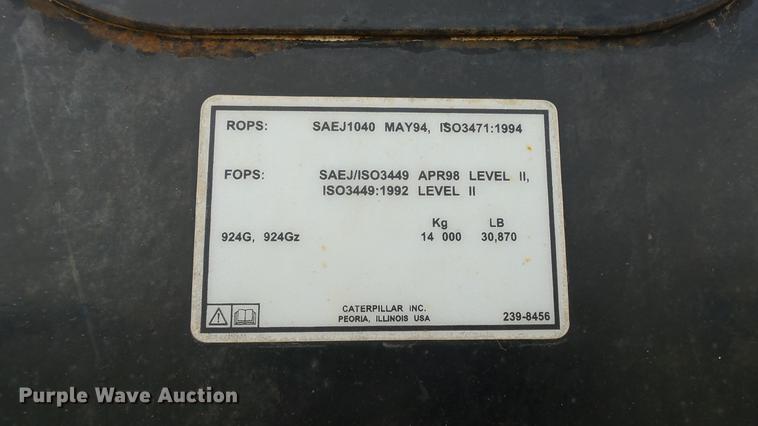 ROPS: SAEJ1040 MAY94, ISO3471:1994
FOPS: SAEJ/ISO3449 APR98 LEVEL II,
ISO3449:1992 LEVEL II
Kg LB
924G, 924Gz 14 000 30,870
CATERPILLAR INC.
PEORIA, ILLINOIS USA 239-8456
Purple Wave Auction®